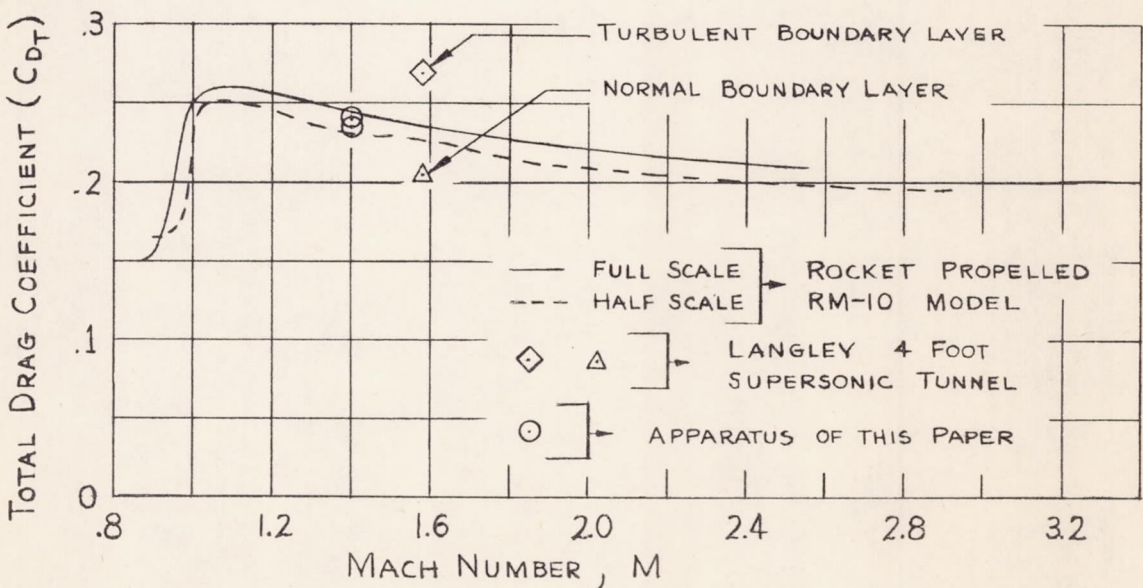 TOTAL DRAG COEFFICIENT (CDT)
.3
.2
.1
0
TURBULENT BOUNDARY LAYER
NORMAL BOUNDARY LAYER
FULL SCALE
HALF SCALE
ROCKET PROPELLED
RM-10 MODEL
LANGLEY 4 FOOT
SUPERSONIC TUNNEL
APPARATUS OF THIS PAPER
.8 1.2 1.6 2.0 2.4 2.8 3.2
MACH NUMBER, M